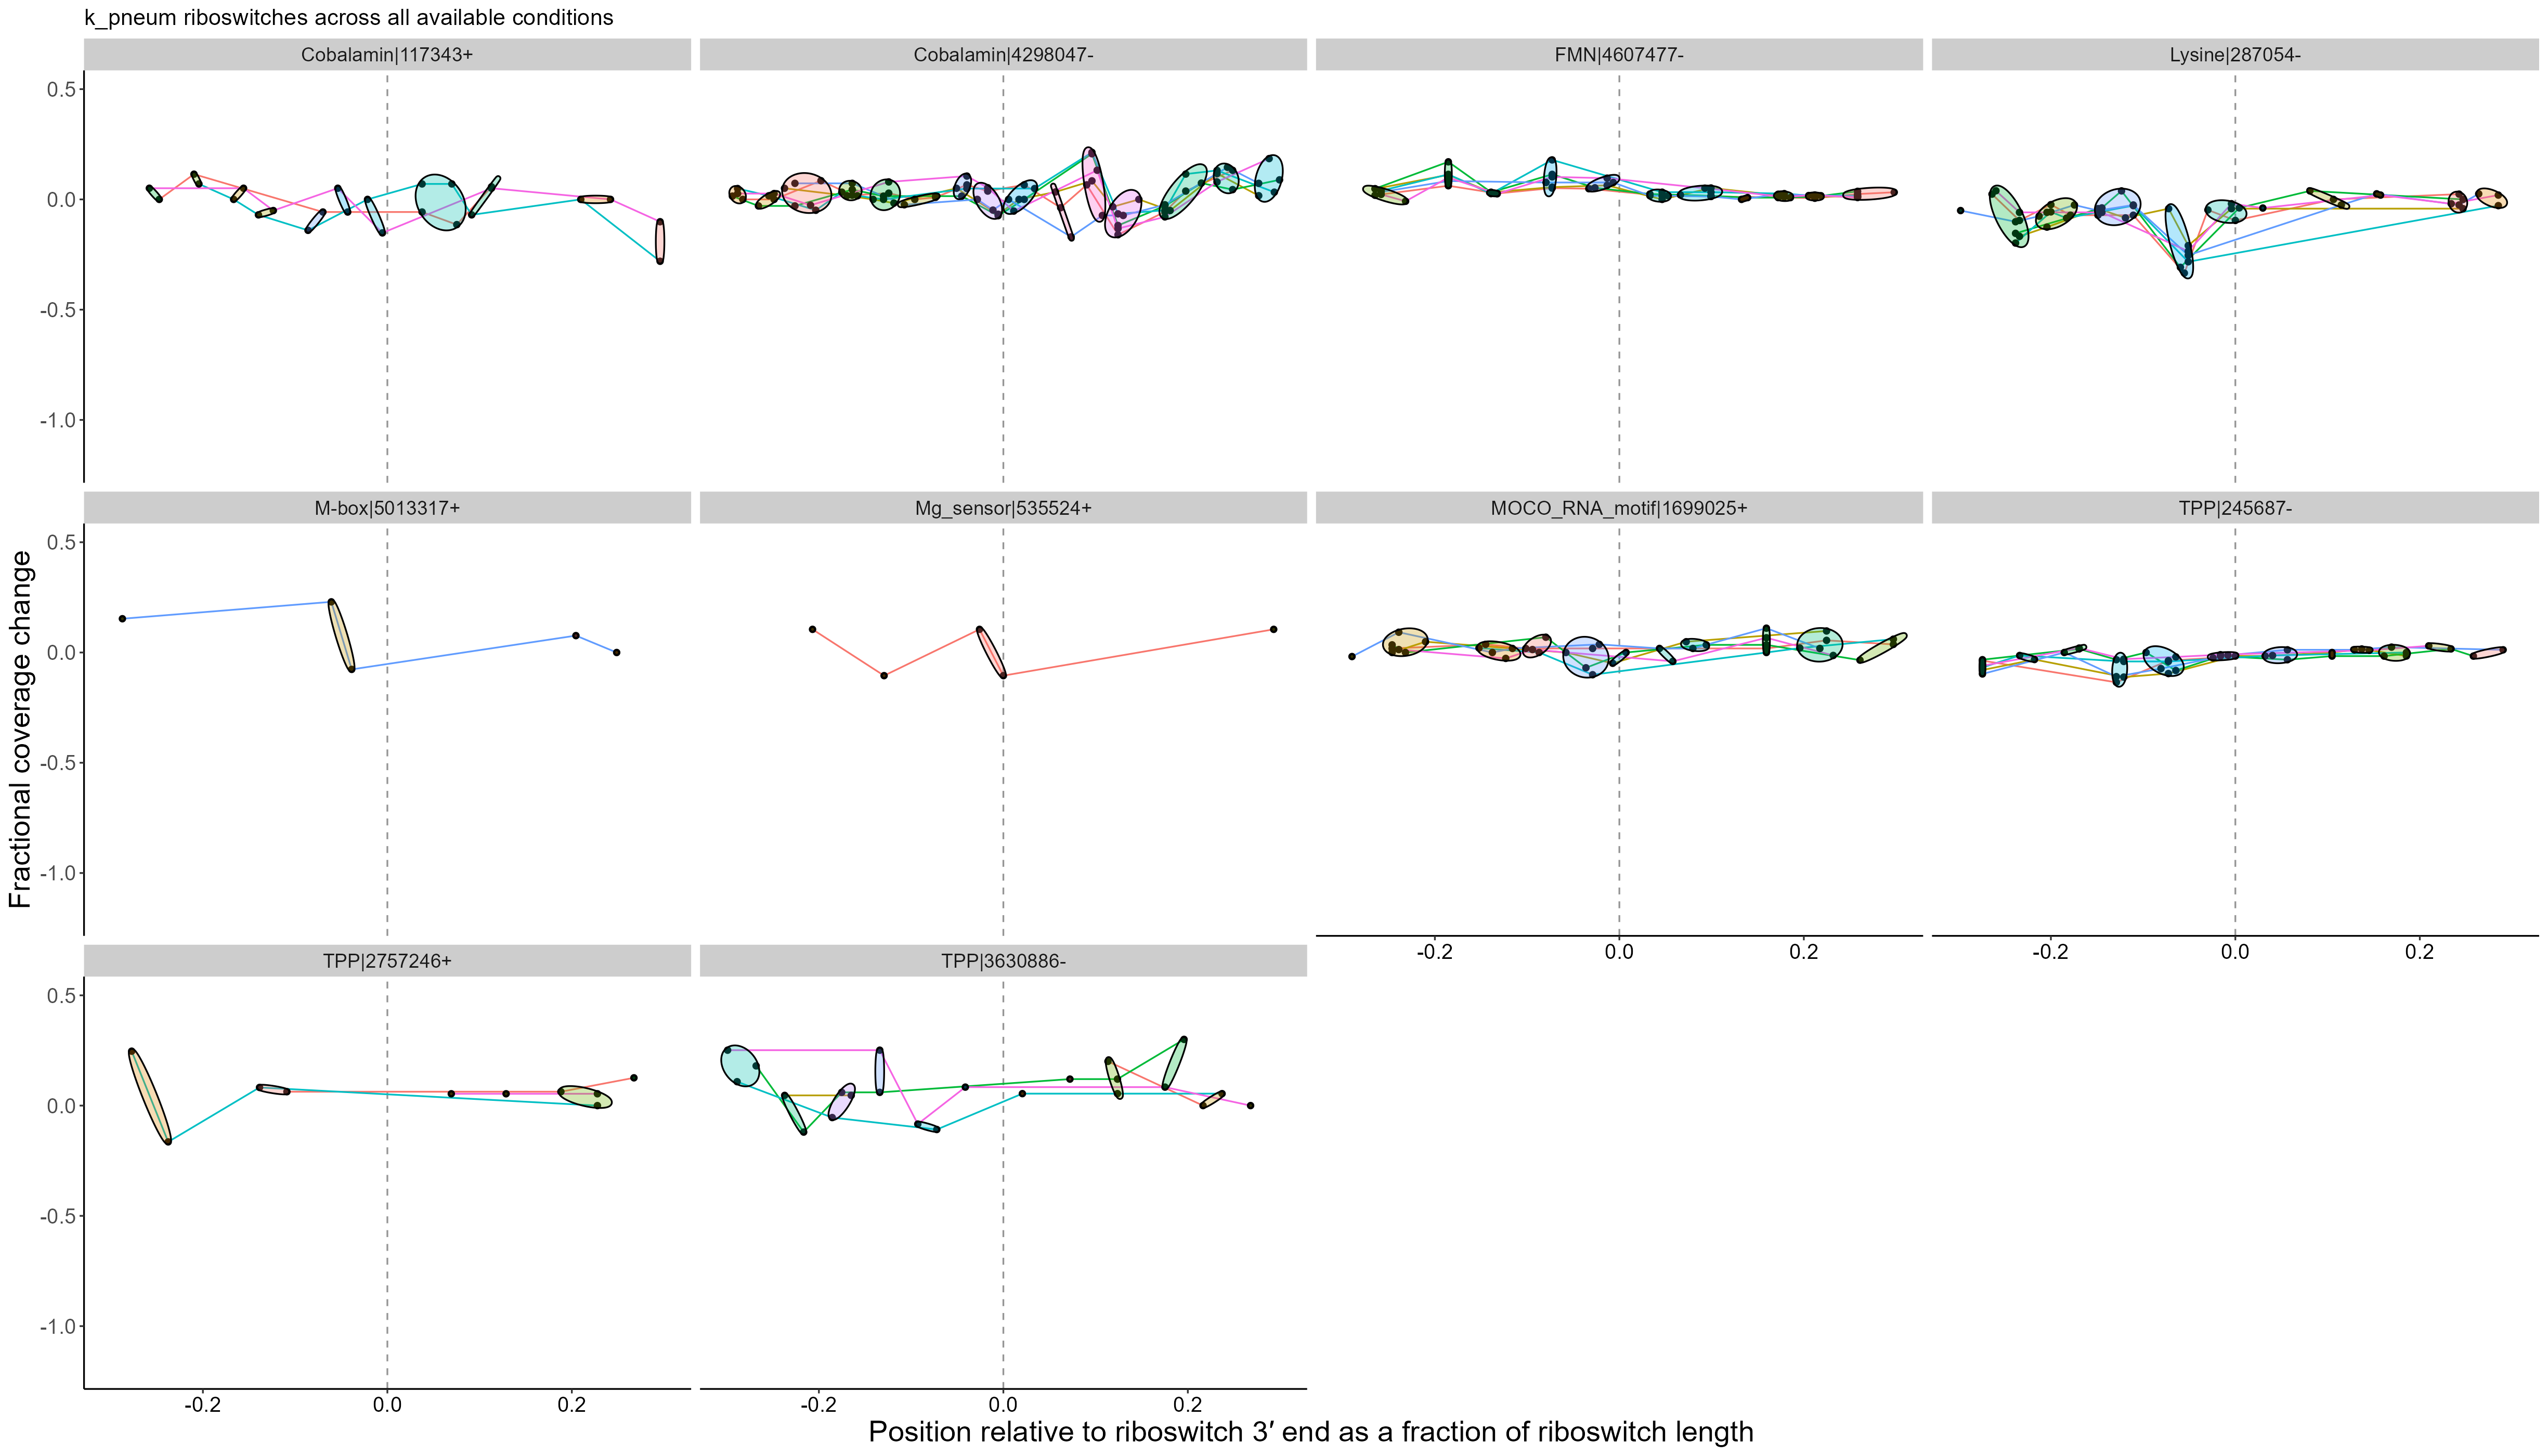 k_pneum riboswitches across all available conditions
Cobalamin|117343+
Cobalamin|4298047-
FMN|4607477-
Lysine|287054-
0.5
0.0
-0.5
-1.0
M-box|5013317+
Mg_sensor|535524+
MOCO_RNA_motif|1699025+
TPP|245687-
0.5
0.0
-0.5
-1.0
-0.2 0.0 0.2
-0.2 0.0 0.2
TPP|2757246+
TPP|3630886-
0.5
0.0
-0.5
-1.0
-0.2 0.0 0.2
-0.2 0.0 0.2
Fractional coverage change
Position relative to riboswitch 3′ end as a fraction of riboswitch length